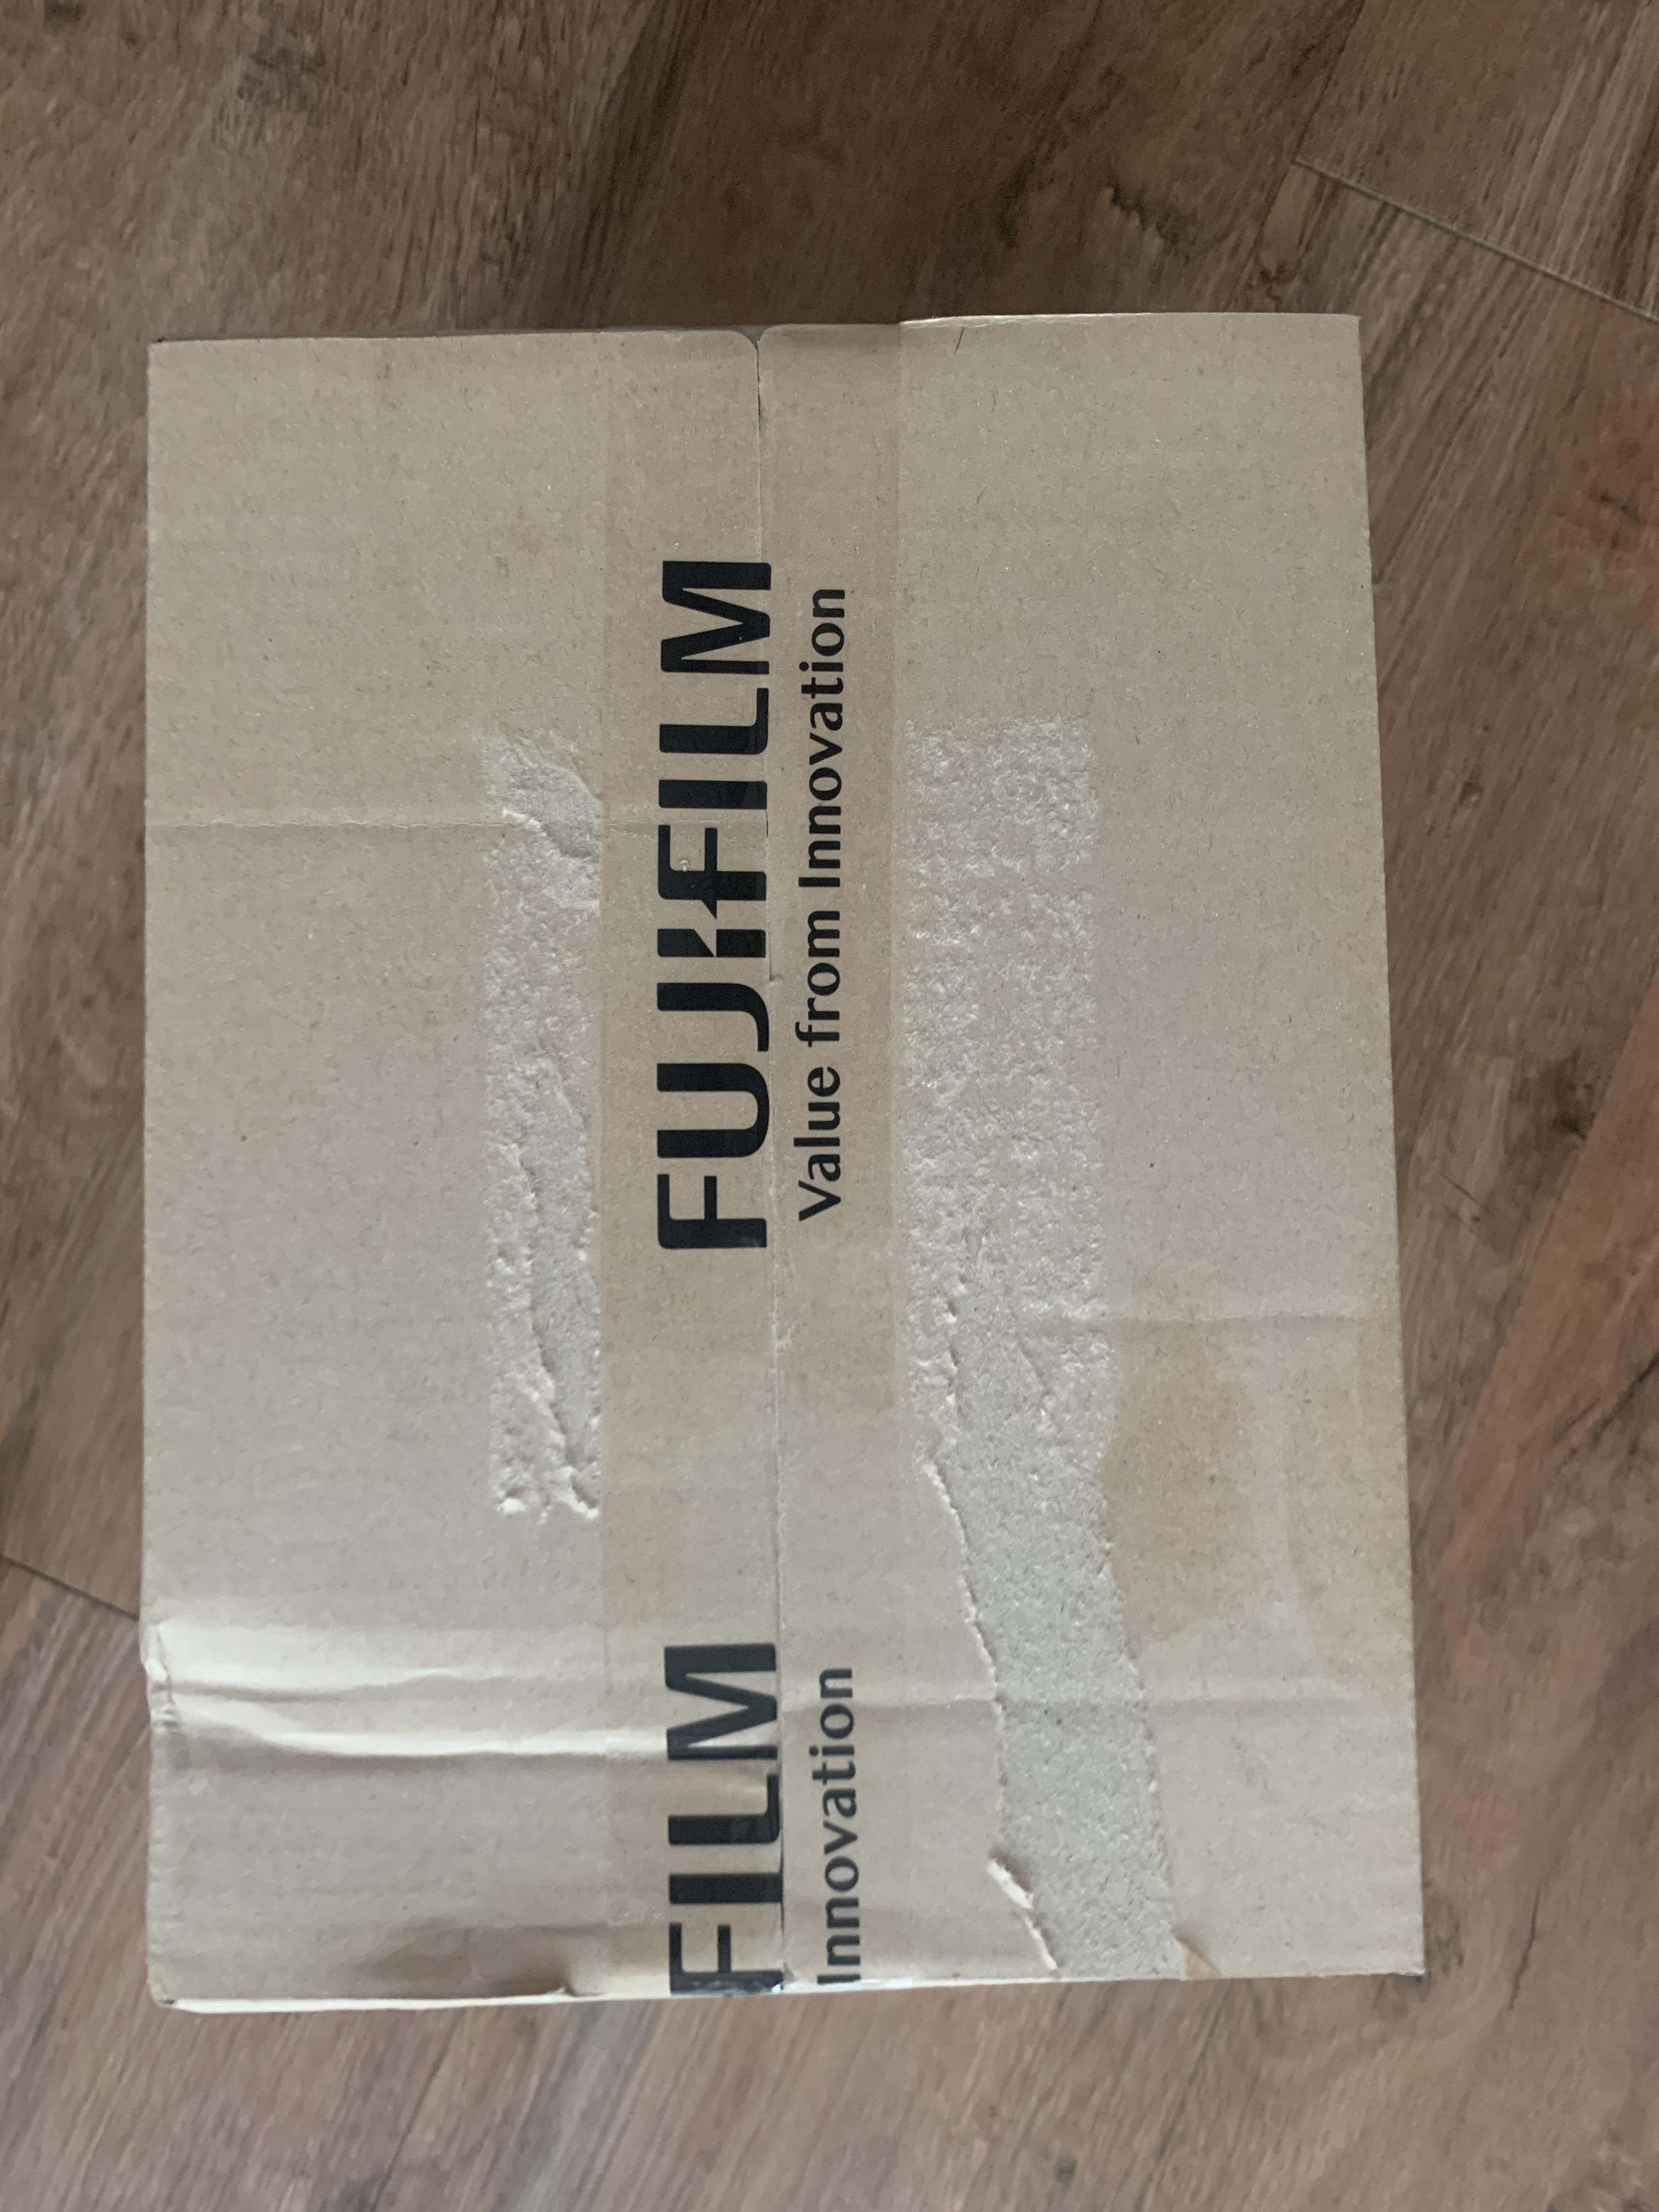 FUJIFILM
Value from Innovation
FILM
Innovation